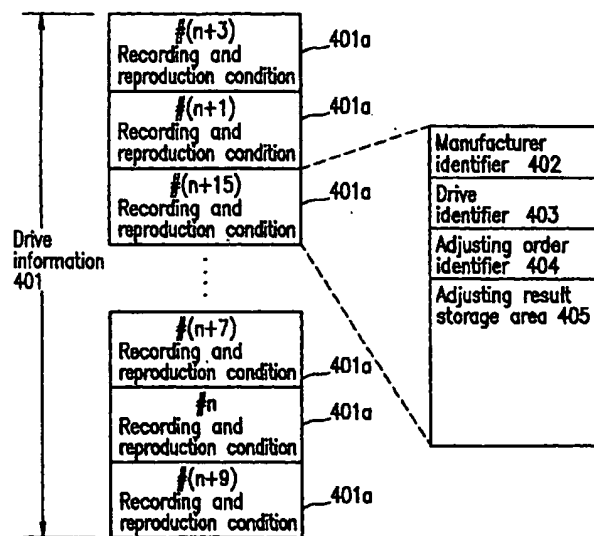 #(n+3)
Recording and
reproduction condition
401a
#(n+1)
Recording and
reproduction condition
401a
#(n+15)
Recording and
reproduction condition
401a
Drive
information
401
#(n+7)
Recording and
reproduction condition
401a
#n
Recording and
reproduction condition
401a
#(n+9)
Recording and
reproduction condition
401a
Manufacturer
identifier 402
Drive
identifier 403
Adjusting order
identifier 404
Adjusting result
storage area 405